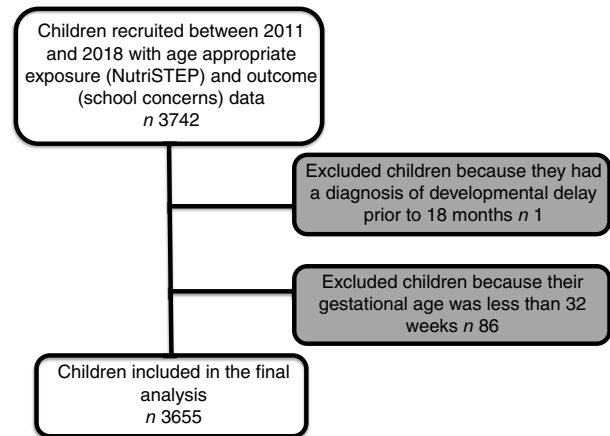 Children recruited between 2011
and 2018 with age appropriate
exposure (NutriSTEP) and outcome
(school concerns) data
n 3742
Excluded children because they had
a diagnosis of developmental delay
prior to 18 months n 1
Excluded children because their
gestational age was less than 32
weeks n 86
Children included in the final
analysis
n 3655